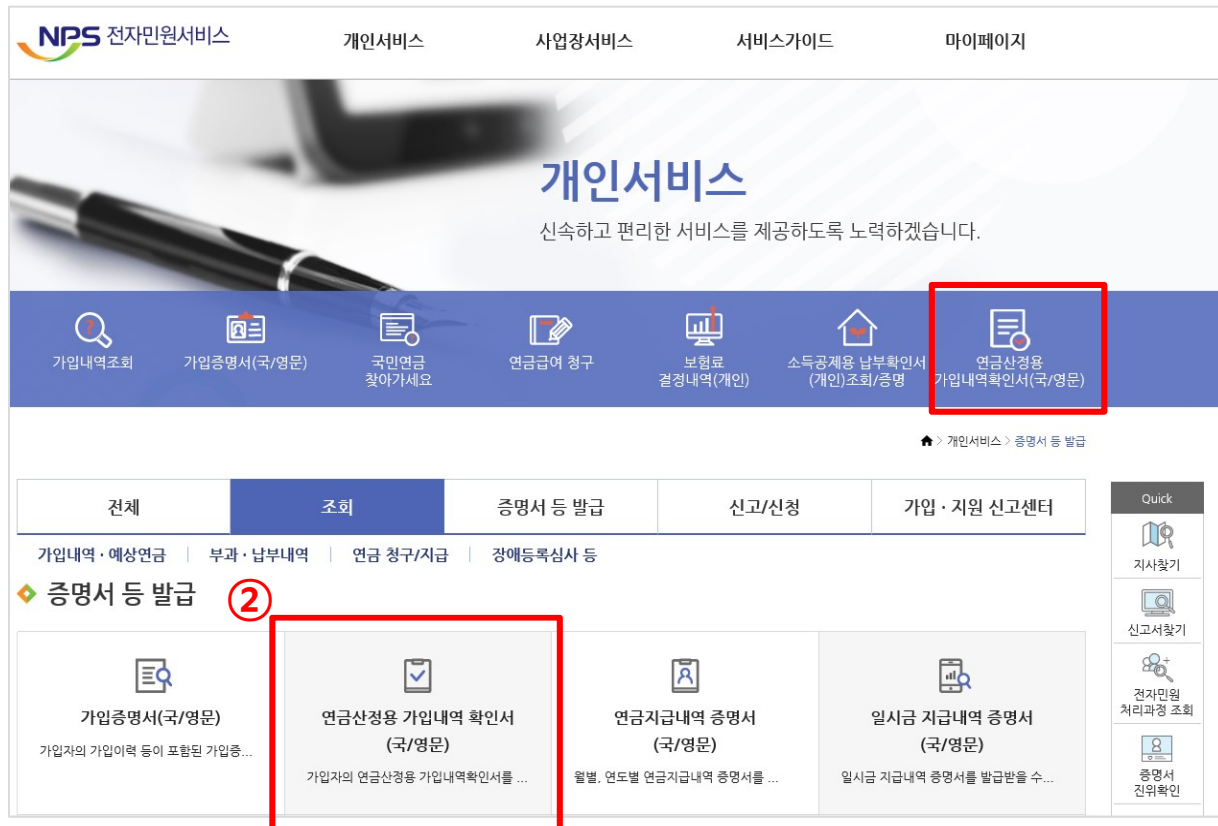 NPS 전자민원서비스
개인서비스
사업장서비스
서비스가이드
마이페이지
개인서비스
신속하고 편리한 서비스를 제공하도록 노력하겠습니다.
가입내역조회
가입증명서(국/영문)
국민연금
찾아가세요
연금급여 청구
보험료
결정내역(개인)
소득공제용 납부확인서
(개인)조회/증명
연금산정용
가입내역확인서(국/영문)
> 개인서비스 > 증명서 등 발급
전체
조회
증명서 등 발급
신고/신청
가입 · 지원 신고센터
가입내역 · 예상연금 | 부과 · 납부내역 | 연금 청구/지급 | 장애등록심사 등
증명서 등 발급
②
가입증명서(국/영문)
가입자의 가입이력 등이 포함된 가입증...
연금산정용 가입내역 확인서
(국/영문)
가입자의 연금산정용 가입내역확인서를 ...
연금지급내역 증명서
(국/영문)
월별, 연도별 연금지급내역 증명서를 ...
일시금 지급내역 증명서
(국/영문)
일시금 지급내역 증명서를 발급받을 수...
Quick
지사찾기
신고서찾기
전자민원
처리과정 조회
증명서
진위확인